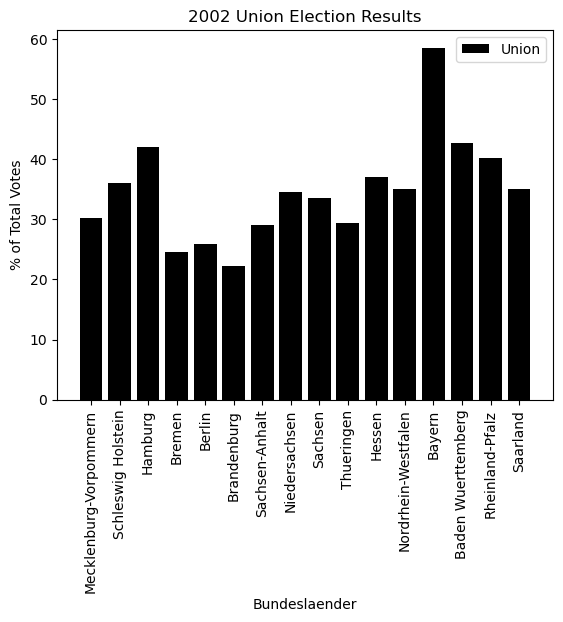 2002 Union Election Results
Union
% of Total Votes
60
50
40
30
20
10
0
Mecklenburg-Vorpommern
Schleswig Holstein
Hamburg
Bremen
Berlin
Brandenburg
Sachsen-Anhalt
Niedersachsen
Sachsen
Thueringen
Hessen
Nordrhein-Westfalen
Bayern
Baden Wuerttemberg
Rheinland-Pfalz
Saarland
Bundeslaender